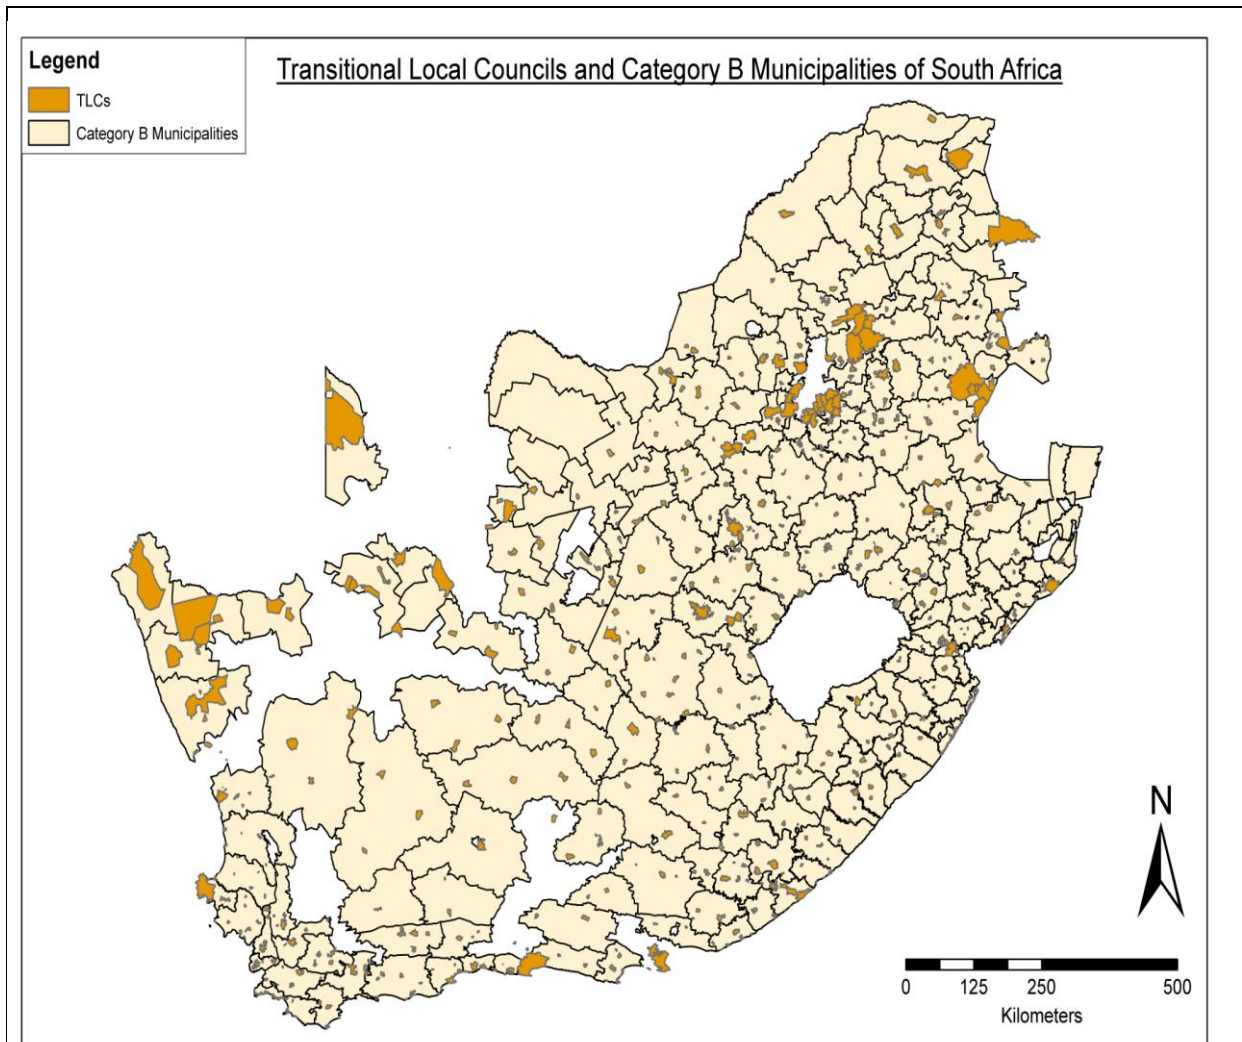 Legend
TLCs
Category B Municipalities
Transitional Local Councils and Category B Municipalities of South Africa
N
0 125 250 500
Kilometers